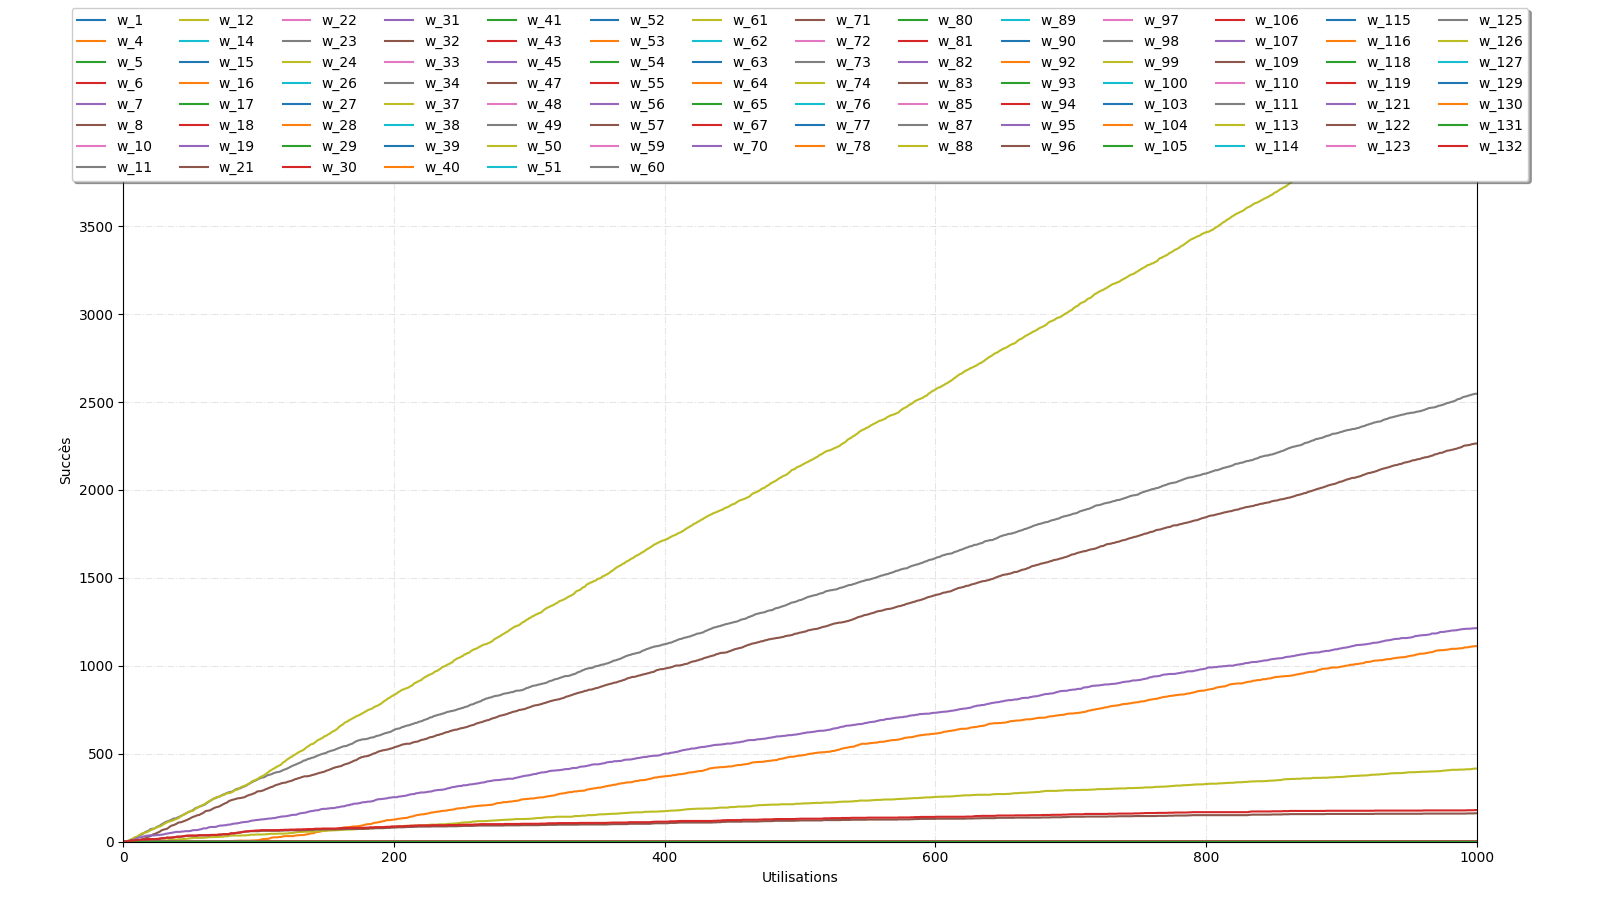 w_1 w_12 w_22 w_31 w_41 w_52 w_61 w_71 w_80 w_89 w_97 w_106 w_115 w_125
w_4 w_14 w_23 w_32 w_43 w_53 w_62 w_72 w_81 w_90 w_98 w_107 w_116 w_126
w_5 w_15 w_24 w_33 w_45 w_54 w_63 w_73 w_82 w_92 w_99 w_109 w_118 w_127
w_6 w_16 w_26 w_34 w_47 w_55 w_64 w_74 w_83 w_93 w_100 w_110 w_119 w_129
w_7 w_17 w_27 w_37 w_48 w_56 w_65 w_76 w_85 w_94 w_103 w_111 w_121 w_130
w_8 w_18 w_28 w_38 w_49 w_57 w_67 w_77 w_87 w_95 w_104 w_113 w_122 w_131
w_10 w_19 w_29 w_39 w_50 w_59 w_70 w_78 w_88 w_96 w_105 w_114 w_123 w_132
w_11 w_21 w_30 w_40 w_51 w_60
3500
3000
2500
2000
1500
1000
500
0
Succès
0 200 400 600 800 1000
Utilisations